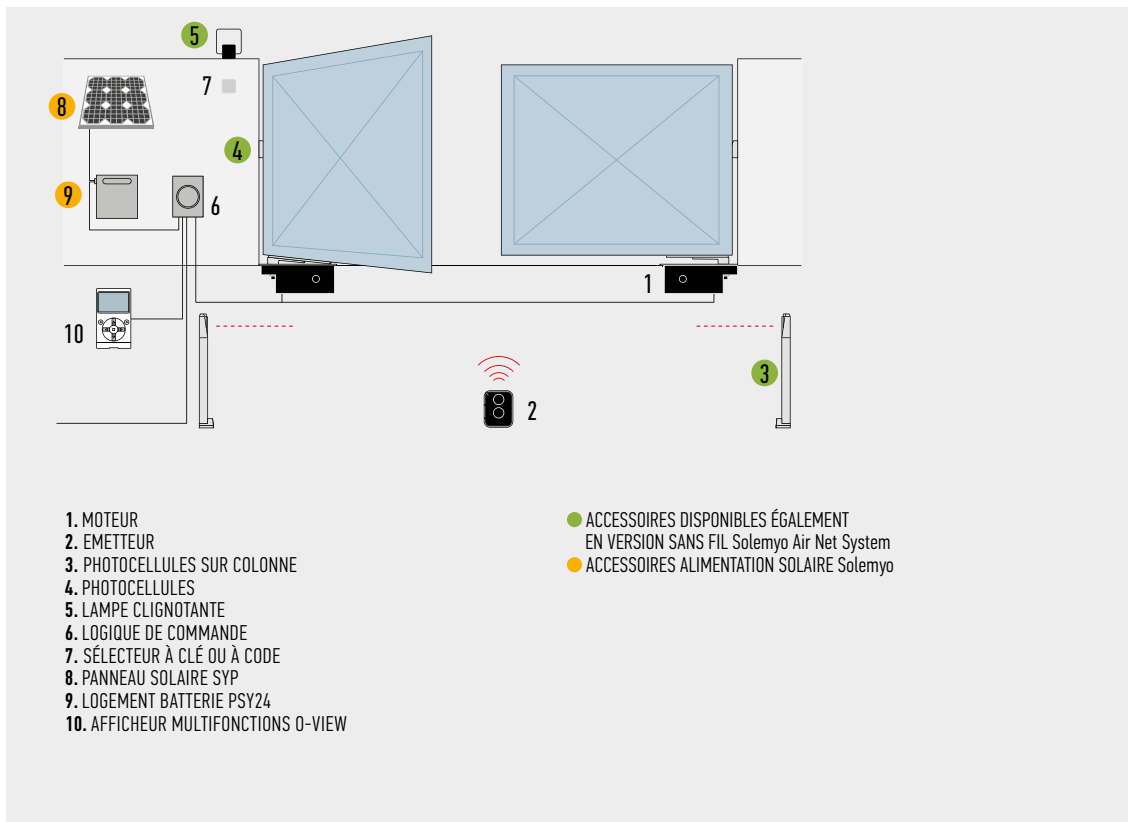 5
7
8
4
9
6
1
10
3
2
1. MOTEUR
2. EMETTEUR
3. PHOTOCELLULES SUR COLONNE
4. PHOTOCELLULES
5. LAMPE CLIGNOTANTE
6. LOGIQUE DE COMMANDE
7. SÉLECTEUR À CLÉ OU À CODE
8. PANNEAU SOLAIRE SYP
9. LOGEMENT BATTERIE PSY24
10. AFFICHEUR MULTIFONCTIONS O-VIEW
ACCESSOIRES DISPONIBLES ÉGALEMENT
EN VERSION SANS FIL Solemyo Air Net System
ACCESSOIRES ALIMENTATION SOLAIRE Solemyo